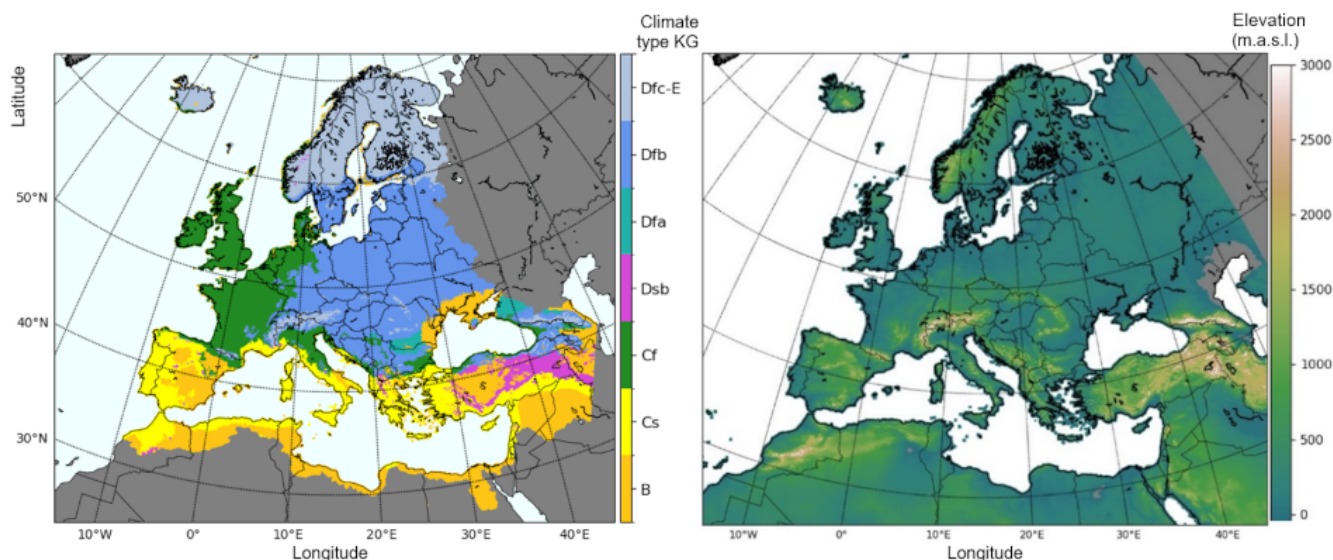 Climate
type KG
Latitude
50°N
40°N
30°N
10°W
0°
10°E
20°E
30°E
40°E
Longitude
Dfc-E
Dfb
Dfa
Dsb
Cf
Cs
B
Elevation
(m.a.s.l.)
3000
2500
2000
1500
1000
500
0
10°W
0°
10°E
20°E
30°E
40°E
Longitude